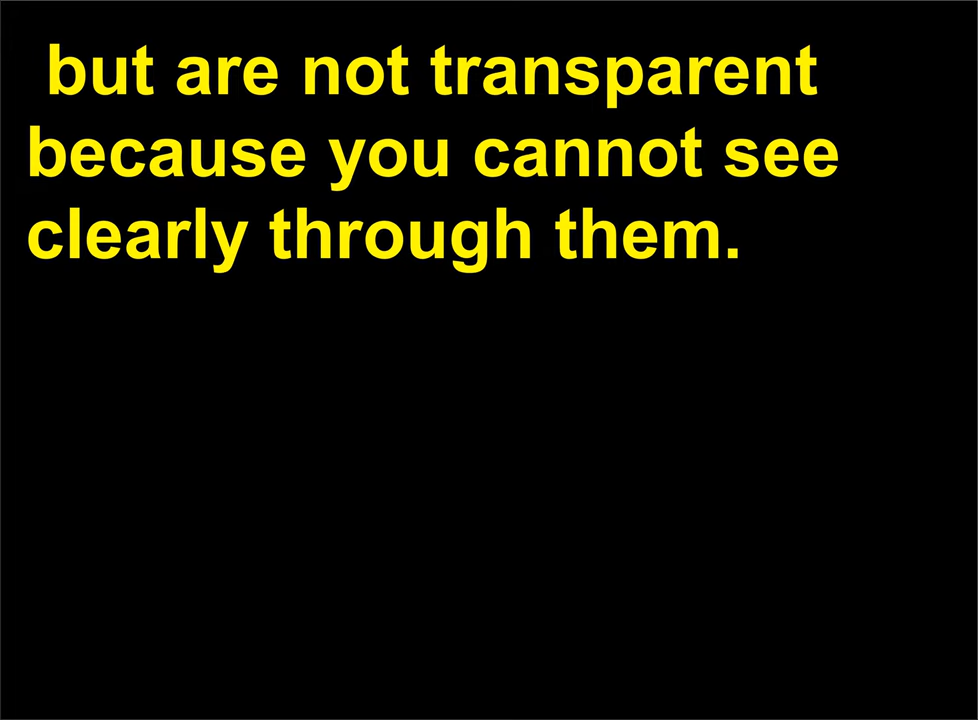 but are not transparent
because you cannot see
clearly through them.